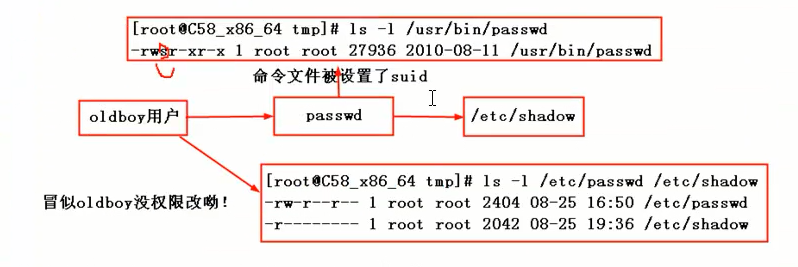 [root@C58_x86_64 tmp]# ls -l /usr/bin/passwd
-rwsr-xr-x 1 root root 27936 2010-08-11 /usr/bin/passwd
命令文件被设置了suid
oldboy用户
passwd
/etc/shadow
[root@C58_x86_64 tmp]# ls -l /etc/passwd /etc/shadow
冒似oldboy没权限改呦！
-rw-r--r-- 1 root root 2404 08-25 16:50 /etc/passwd
-r-------- 1 root root 2042 08-25 19:36 /etc/shadow